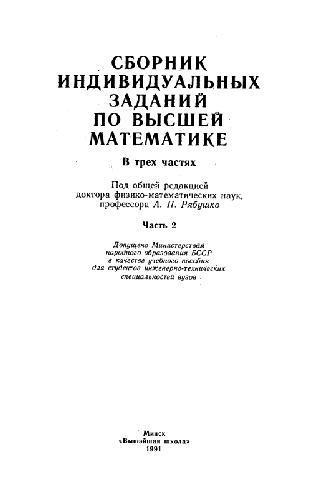 СБОРНИК
ИНДИВИДУАЛЬНЫХ
ЗАДАНИЙ
ПО ВЫСШЕЙ
МАТЕМАТИКЕ
В трех частях
Под общей редакцией
доктора физико-математических наук,
профессора А. П. Рябушко
Часть 2
Допущено Министерством
народного образования БССР
в качестве учебного пособия
для студентов инженерно-технических
специальностей вузов
Минск
«Вышэйшая школа»
1991